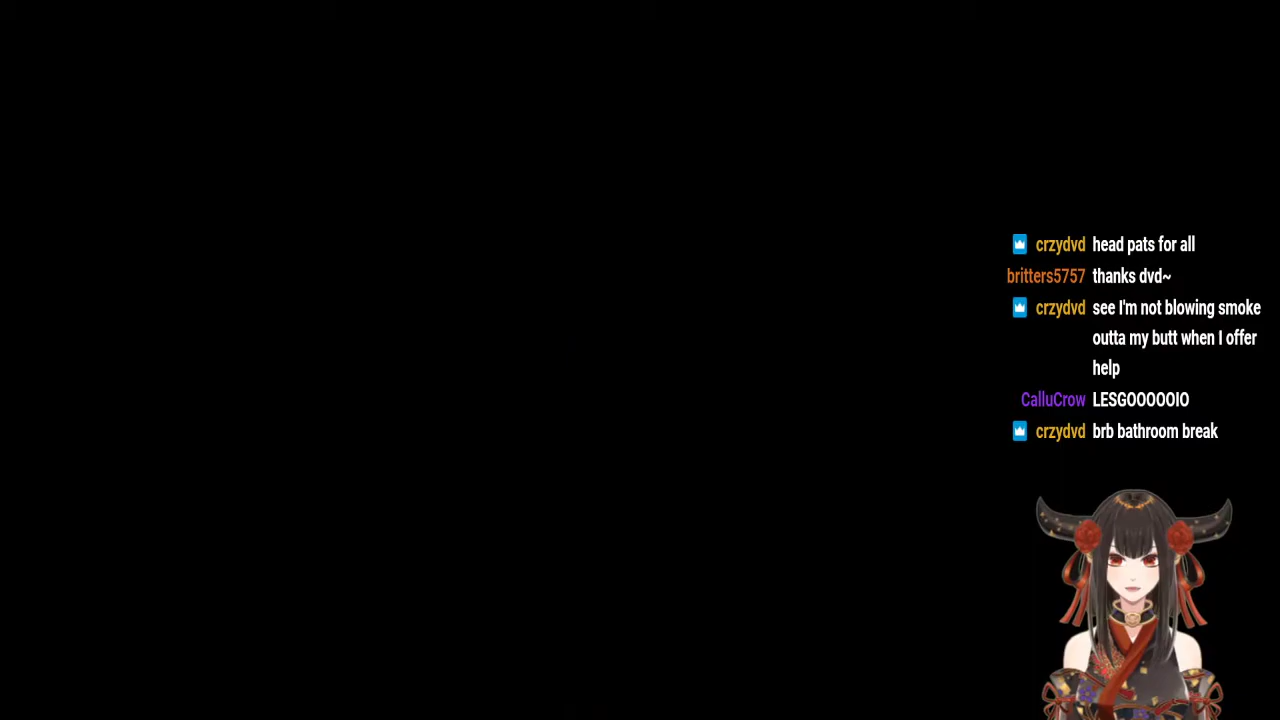 crzydvd head pats for all
britters5757 thanks dvd~
crzydvd see I'm not blowing smoke
outta my butt when I offer
help
CalluCrow LESGOOOOOIO
crzydvd brb bathroom break